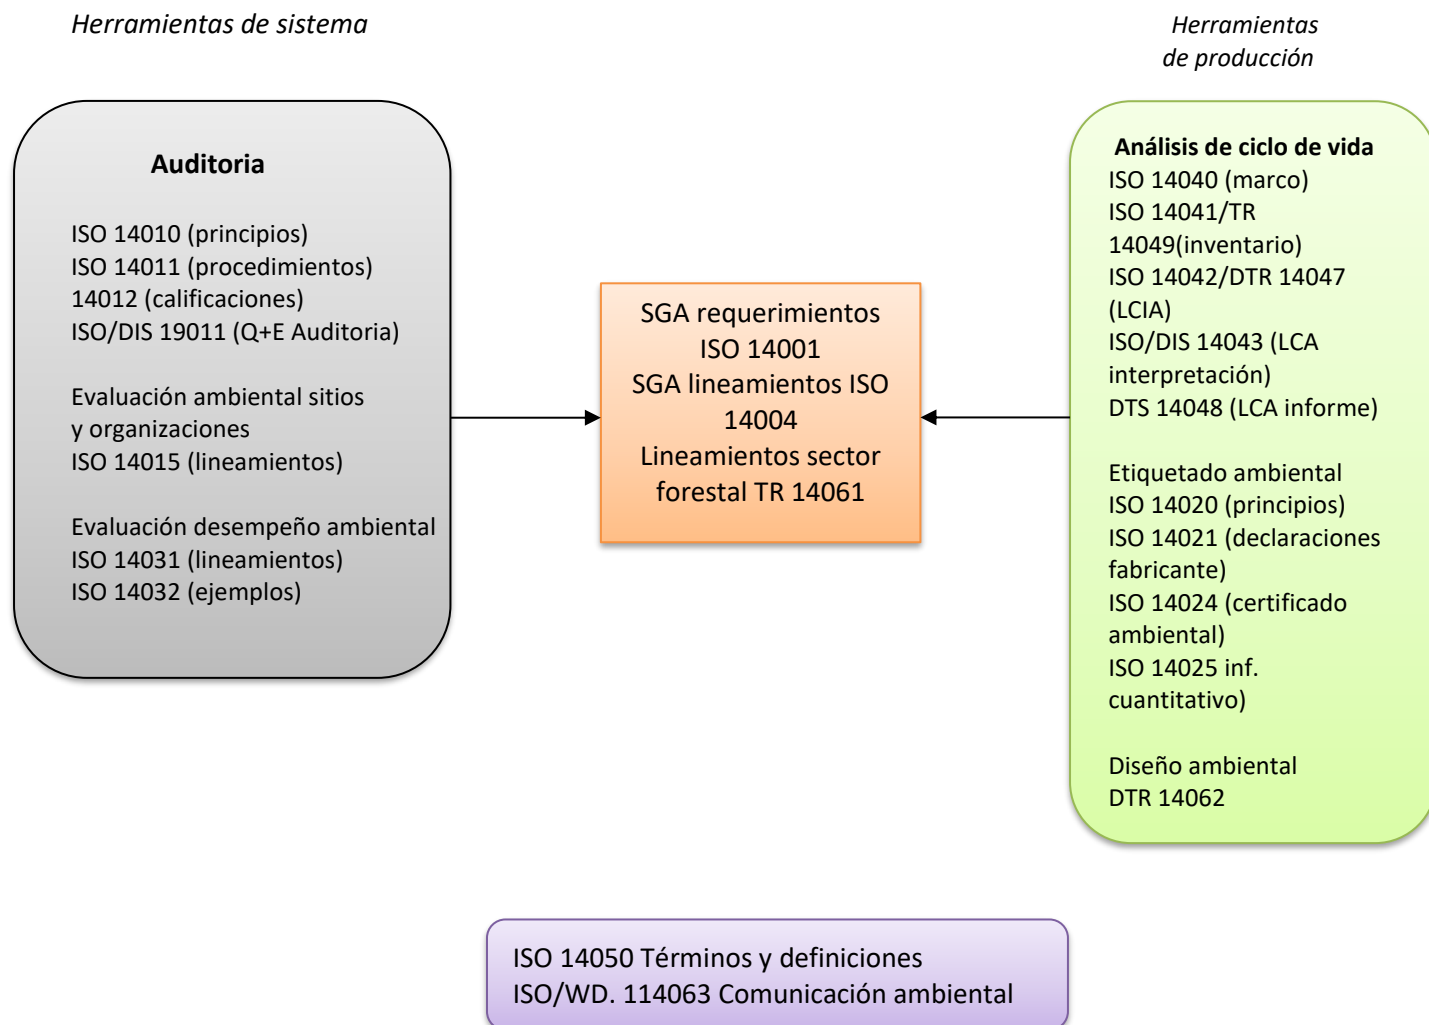 Herramientas de sistema
Herramientas
de producción
Auditoria
ISO 14010 (principios)
ISO 14011 (procedimientos)
14012 (calificaciones)
ISO/DIS 19011 (Q+E Auditoria)
Evaluación ambiental sitios
y organizaciones
ISO 14015 (lineamientos)
Evaluación desempeño ambiental
ISO 14031 (lineamientos)
ISO 14032 (ejemplos)
SGA requerimientos
ISO 14001
SGA lineamientos ISO
14004
Lineamientos sector
forestal TR 14061
Análisis de ciclo de vida
ISO 14040 (marco)
ISO 14041/TR
14049(inventario)
ISO 14042/DTR 14047
(LCIA)
ISO/DIS 14043 (LCA
interpretación)
DTS 14048 (LCA informe)
Etiquetado ambiental
ISO 14020 (principios)
ISO 14021 (declaraciones
fabricante)
ISO 14024 (certificado
ambiental)
ISO 14025 inf.
cuantitativo)
Diseño ambiental
DTR 14062
ISO 14050 Términos y definiciones
ISO/WD. 114063 Comunicación ambiental